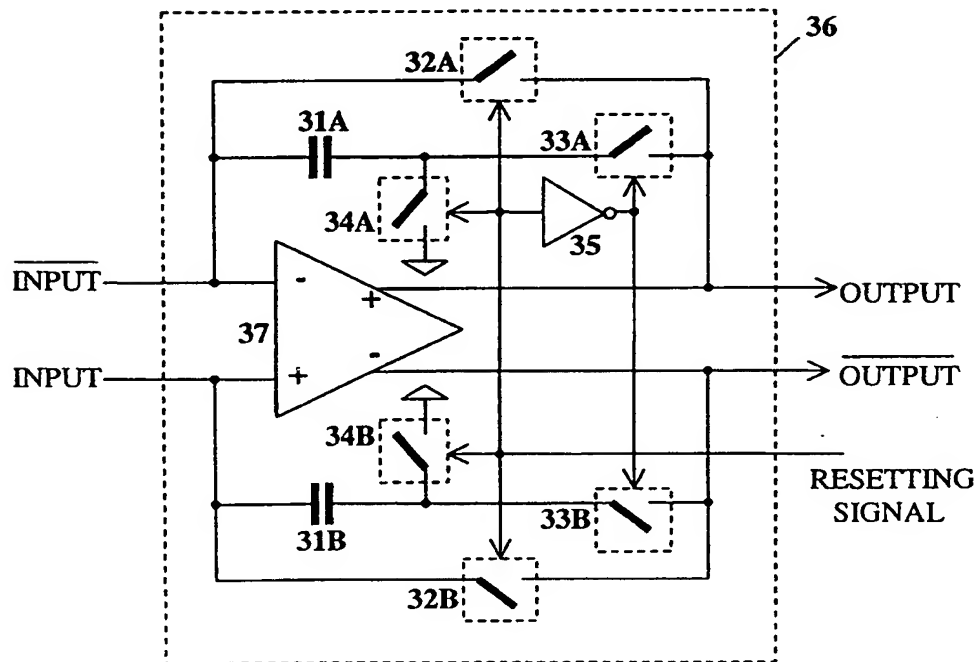 36
32A
31A
33A
34A
35
INPUT
-
+
OUTPUT
37
-
INPUT
+
OUTPUT
34B
RESETTING
SIGNAL
31B
33B
32B